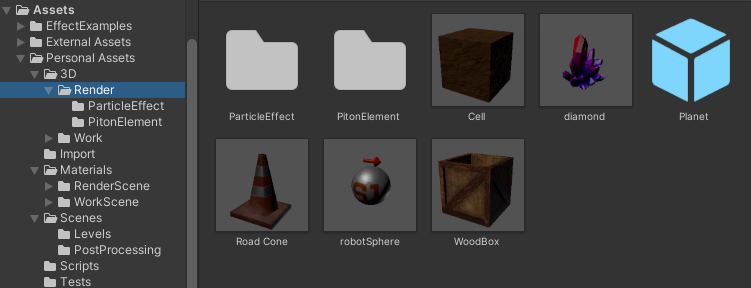 Assets
EffectExamples
External Assets
Personal Assets
3D
Render
ParticleEffect
PitonElement
Work
Import
Materials
RenderScene
WorkScene
Scenes
Levels
PostProcessing
Scripts
Tests
ParticleEffect
PitonElement
Cell
diamond
Planet
S1
Road Cone
robotSphere
WoodBox